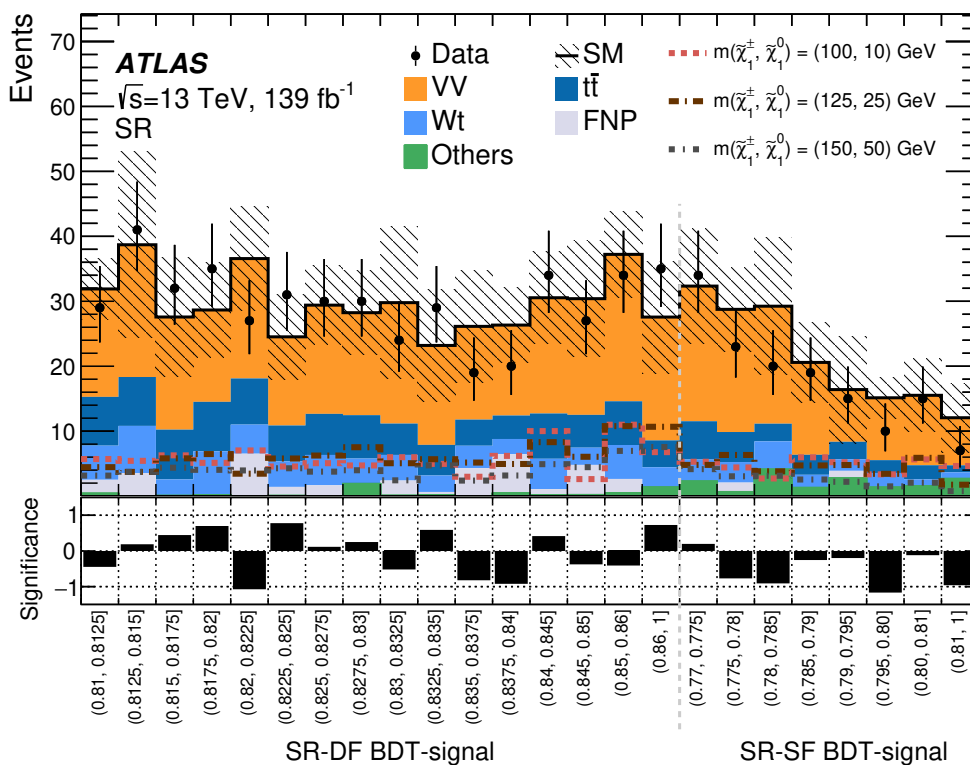 Events
70
60
50
40
30
20
10
ATLAS
√s=13 TeV, 139 fb⁻¹
SR
Data
SM
VV
tt̄
Wt
FNP
Others
m(χ̃₁±, χ̃₁⁰) = (100, 10) GeV
m(χ̃₁±, χ̃₁⁰) = (125, 25) GeV
m(χ̃₁±, χ̃₁⁰) = (150, 50) GeV
Significance
1
0
−1
(0.81, 0.8125]
(0.8125, 0.815]
(0.815, 0.8175]
(0.8175, 0.82]
(0.82, 0.8225]
(0.8225, 0.825]
(0.825, 0.8275]
(0.8275, 0.83]
(0.83, 0.8325]
(0.8325, 0.835]
(0.835, 0.8375]
(0.8375, 0.84]
(0.84, 0.845]
(0.845, 0.85]
(0.85, 0.86]
(0.86, 1]
(0.77, 0.775]
(0.775, 0.78]
(0.78, 0.785]
(0.785, 0.79]
(0.79, 0.795]
(0.795, 0.80]
(0.80, 0.81]
(0.81, 1]
SR-DF BDT-signal
SR-SF BDT-signal